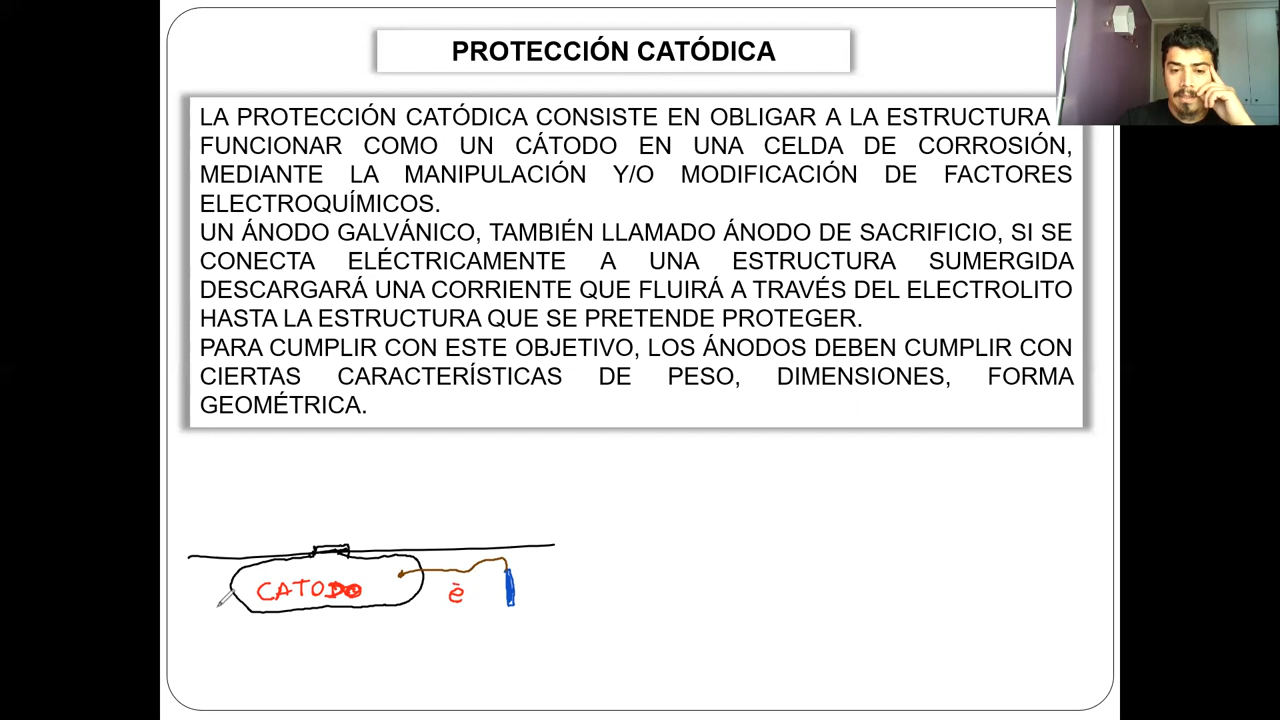 PROTECCIÓN CATÓDICA
LA PROTECCIÓN CATÓDICA CONSISTE EN OBLIGAR A LA ESTRUCTURA
FUNCIONAR COMO UN CÁTODO EN UNA CELDA DE CORROSIÓN,
MEDIANTE LA MANIPULACIÓN Y/O MODIFICACIÓN DE FACTORES
ELECTROQUÍMICOS.
UN ÁNODO GALVÁNICO, TAMBIÉN LLAMADO ÁNODO DE SACRIFICIO, SI SE
CONECTA ELÉCTRICAMENTE A UNA ESTRUCTURA SUMERGIDA
DESCARGARÁ UNA CORRIENTE QUE FLUIRÁ A TRAVÉS DEL ELECTROLITO
HASTA LA ESTRUCTURA QUE SE PRETENDE PROTEGER.
PARA CUMPLIR CON ESTE OBJETIVO, LOS ÁNODOS DEBEN CUMPLIR CON
CIERTAS CARACTERÍSTICAS DE PESO, DIMENSIONES, FORMA
GEOMÉTRICA.
CATODO